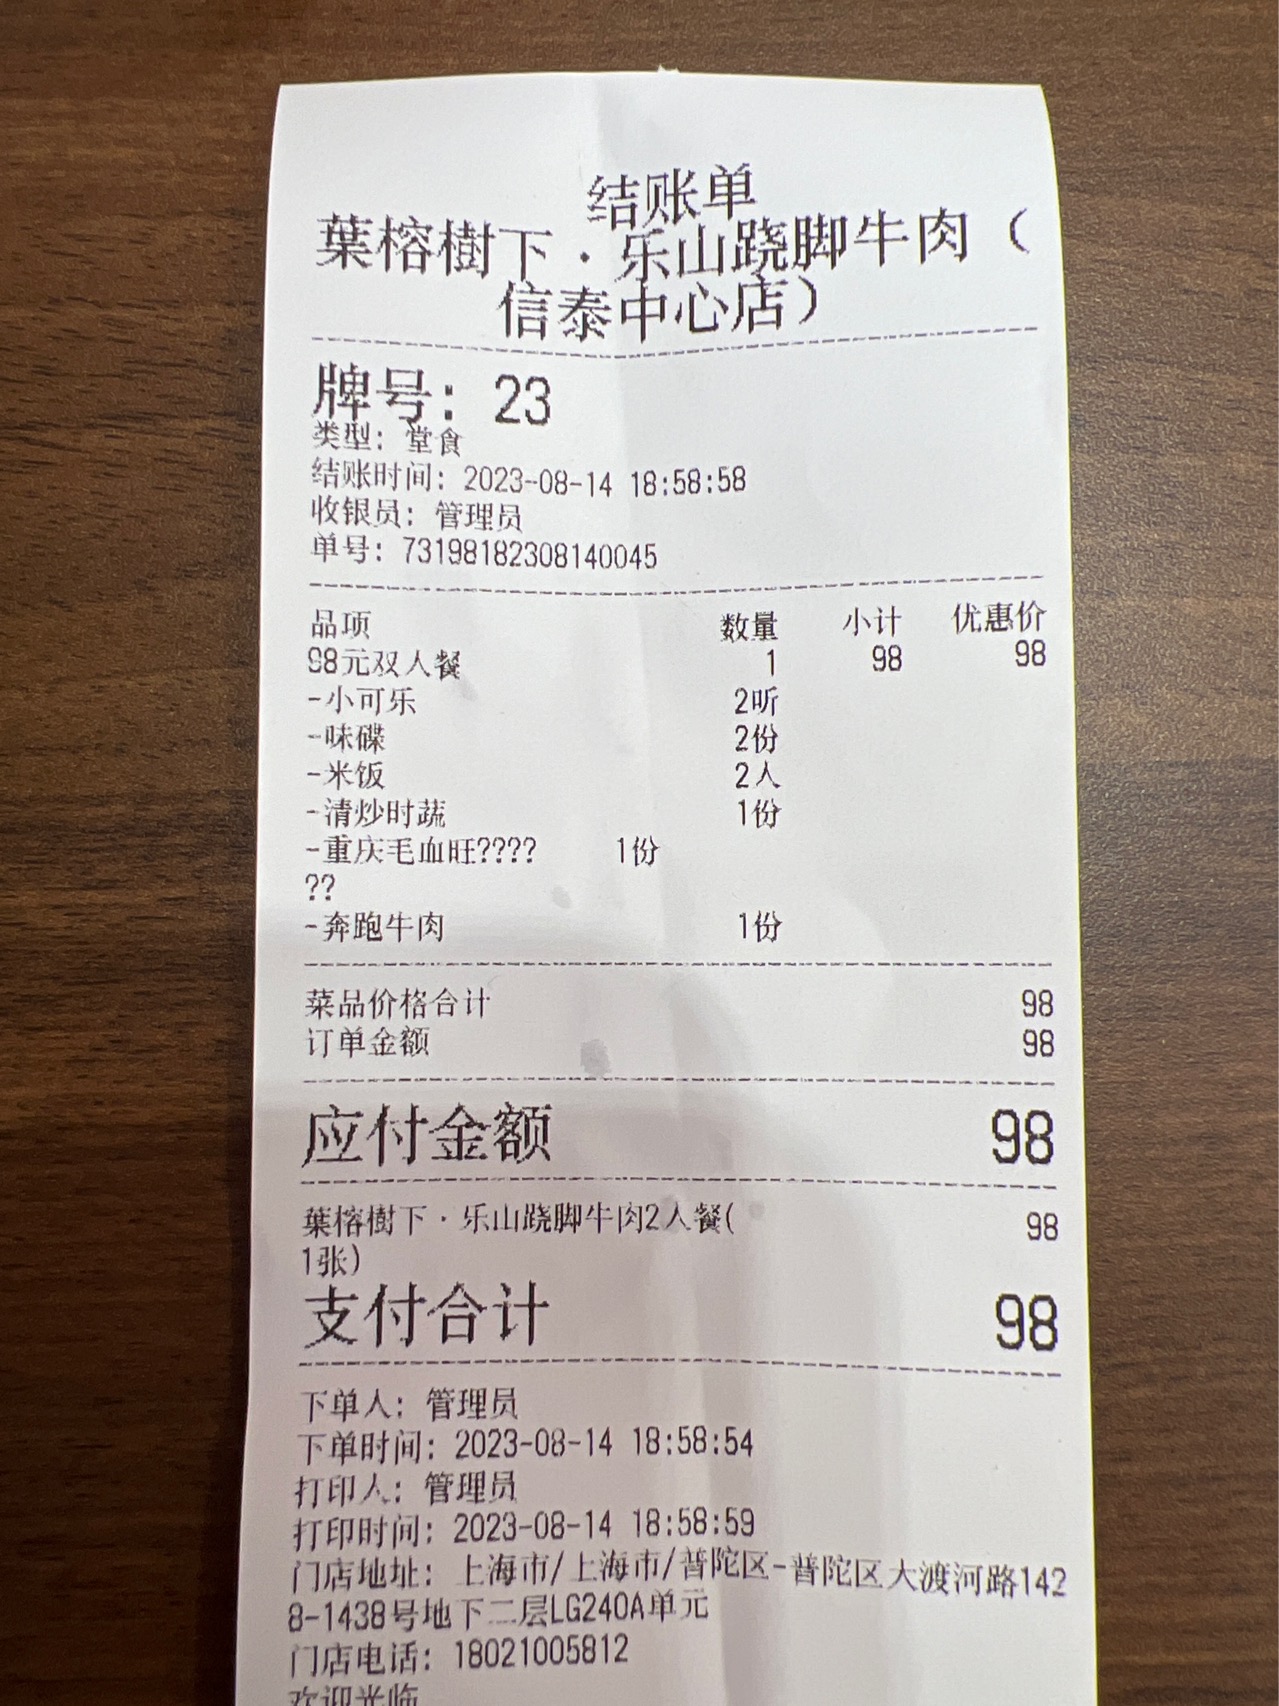 结账单
葉榕樹下·乐山跷脚牛肉（
信泰中心店）
牌号：23
类型：堂食
结账时间：2023-08-14 18:58:58
收银员：管理员
单号：73198182308140045
品项 数量 小计 优惠价
98元双人餐 1 98 98
-小可乐 2听
-味碟 2份
-米饭 2人
-清炒时蔬 1份
-重庆毛血旺???? 1份
??
-奔跑牛肉 1份
菜品价格合计 98
订单金额 98
应付金额 98
葉榕樹下·乐山跷脚牛肉2人餐( 98
1张)
支付合计 98
下单人：管理员
下单时间：2023-08-14 18:58:54
打印人：管理员
打印时间：2023-08-14 18:58:59
门店地址：上海市/上海市/普陀区-普陀区大渡河路142
8-1438号地下二层LG240A单元
门店电话：18021005812
欢迎光临